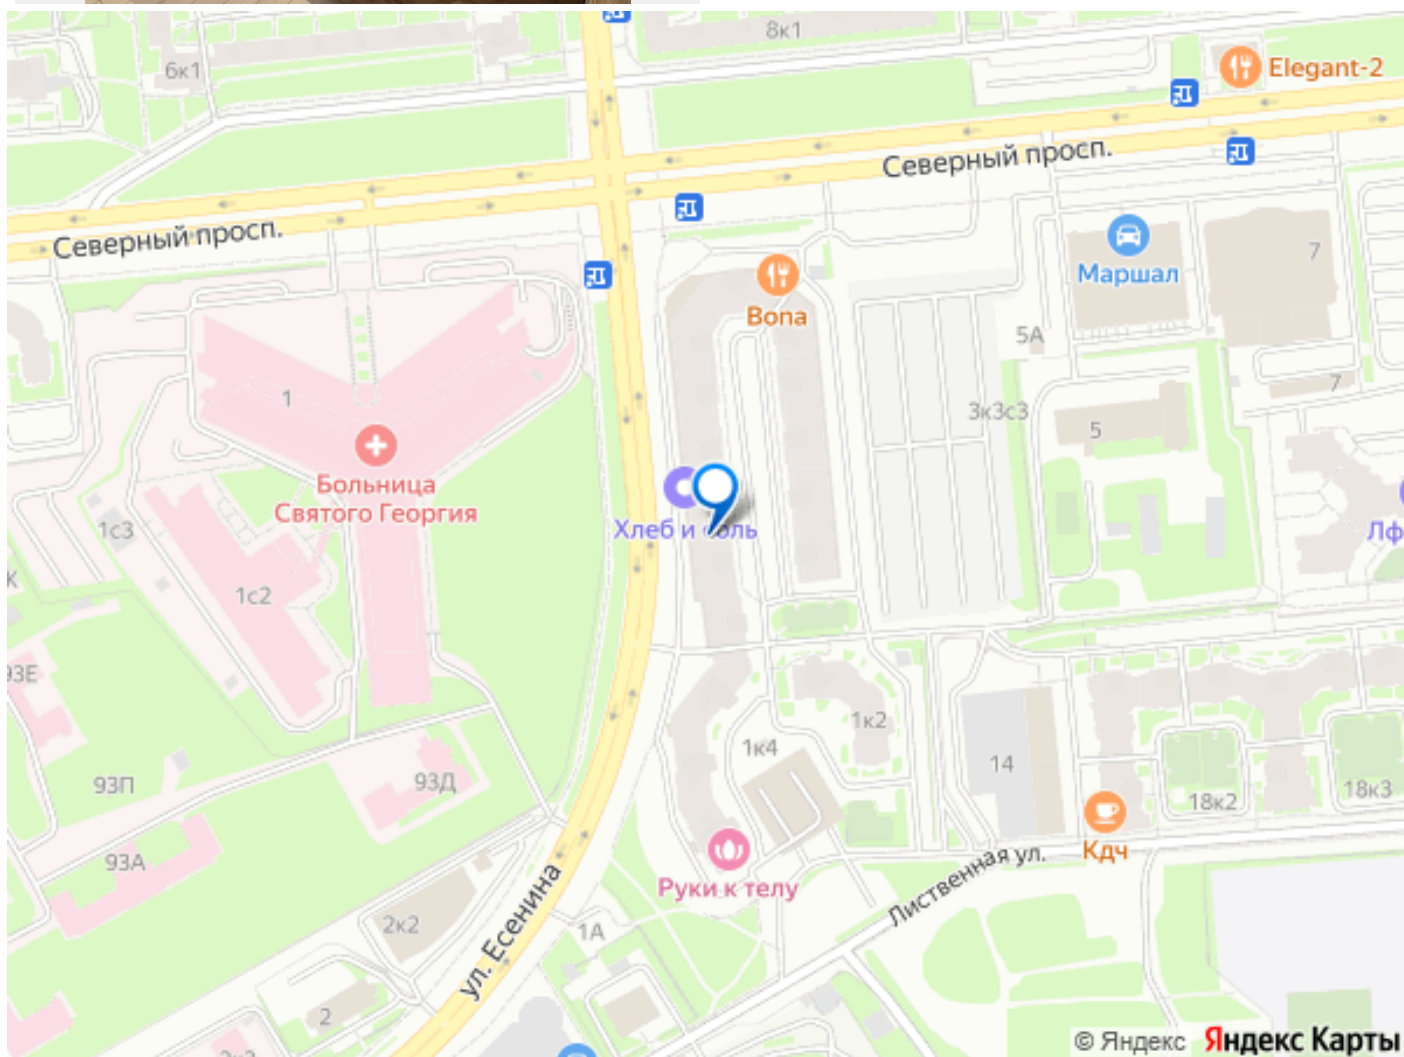 8к1
6к1
Elegant-2
Северный просп.
Северный просп.
Маршал
7
Bona
5А
7
1
3к3с3
5
Больница
Святого Георгия
Хлеб и
1с3
Лф
К
1с2
93Е
1к2
1к4
14
93П
93Д
18к2
18к3
93А
Кдч
Лиственная ул.
Руки к телу
2к2
ул. Есенина
1А
2
© Яндекс Яндекс Карты